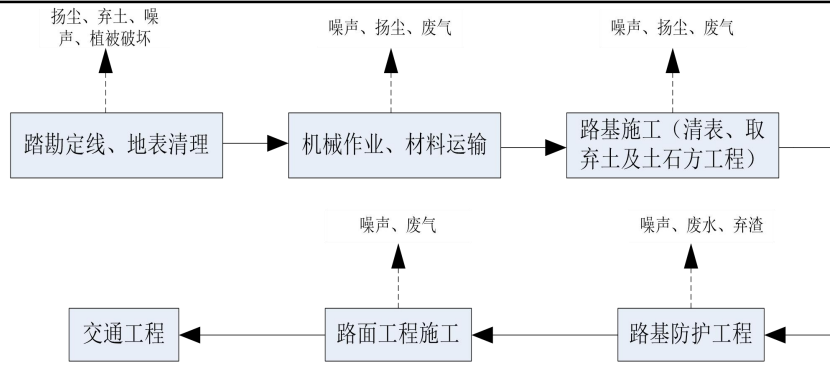 扬尘、弃土、噪
声、植被破坏
噪声、扬尘、废气
噪声、扬尘、废气
踏勘定线、地表清理
机械作业、材料运输
路基施工（清表、取
弃土及土石方工程）
噪声、废气
噪声、废水、弃渣
交通工程
路面工程施工
路基防护工程